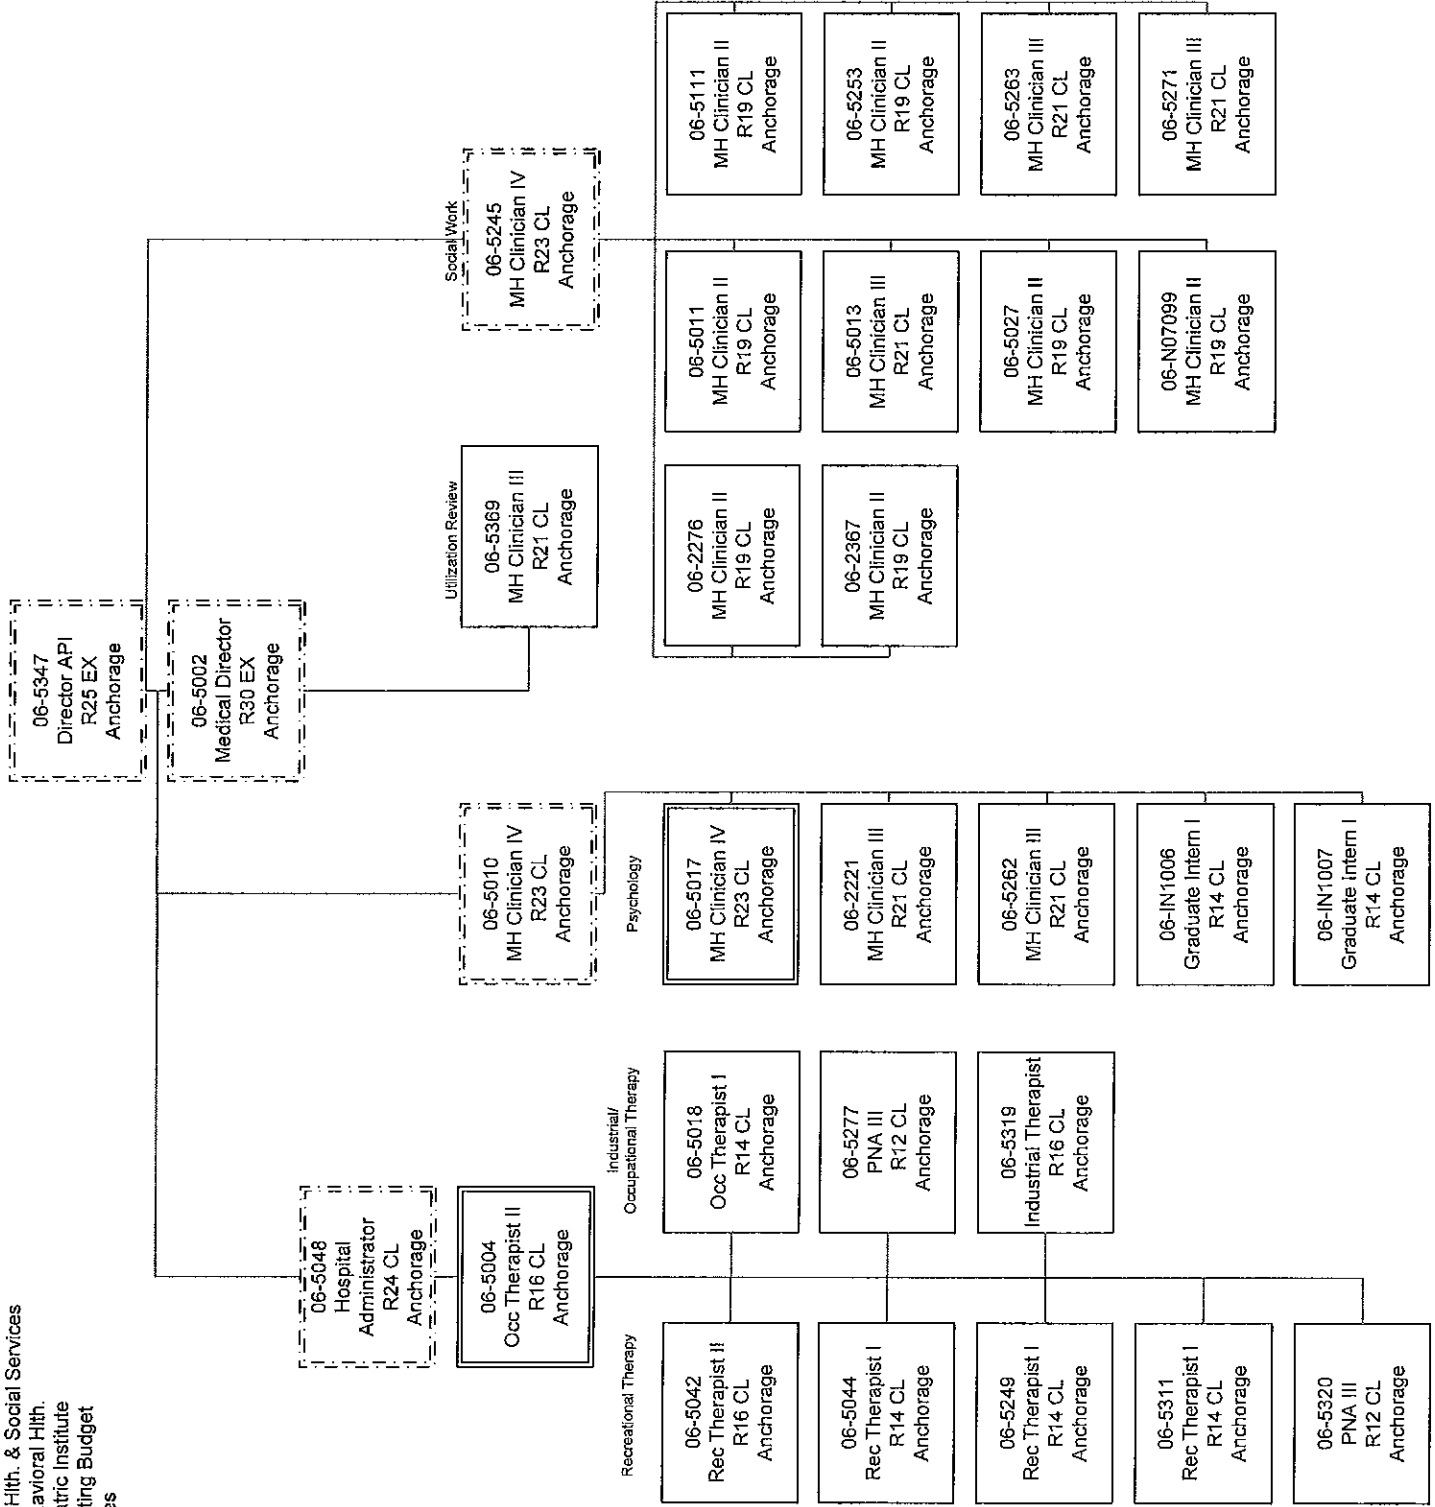 Hlth. & Social Services
avioral Hlth.
atric Institute
ting Budget
es
06-5347
Director API
R25 EX
Anchorage
06-5002
Medical Director
R30 EX
Anchorage
06-5048
Hospital
Administrator
R24 CL
Anchorage
06-5004
Occ Therapist II
R16 CL
Anchorage
Recreational Therapy
06-5042
Rec Therapist II
R16 CL
Anchorage
06-5044
Rec Therapist I
R14 CL
Anchorage
06-5249
Rec Therapist I
R14 CL
Anchorage
06-5311
Rec Therapist I
R14 CL
Anchorage
06-5320
PNA III
R12 CL
Anchorage
Industrial/
Occupational Therapy
06-5018
Occ Therapist I
R14 CL
Anchorage
06-5277
PNA III
R12 CL
Anchorage
06-5319
Industrial Therapist
R16 CL
Anchorage
06-5010
MH Clinician IV
R23 CL
Anchorage
Psychology
06-5017
MH Clinician IV
R23 CL
Anchorage
06-2221
MH Clinician III
R21 CL
Anchorage
06-5262
MH Clinician III
R21 CL
Anchorage
06-IN1006
Graduate Intern I
R14 CL
Anchorage
06-IN1007
Graduate Intern I
R14 CL
Anchorage
Utilization Review
06-5369
MH Clinician III
R21 CL
Anchorage
Social Work
06-5245
MH Clinician IV
R23 CL
Anchorage
06-2276
MH Clinician II
R19 CL
Anchorage
06-2367
MH Clinician II
R19 CL
Anchorage
06-5011
MH Clinician II
R19 CL
Anchorage
06-5013
MH Clinician III
R21 CL
Anchorage
06-5027
MH Clinician II
R19 CL
Anchorage
06-N07099
MH Clinician II
R19 CL
Anchorage
06-5111
MH Clinician II
R19 CL
Anchorage
06-5253
MH Clinician II
R19 CL
Anchorage
06-5263
MH Clinician III
R21 CL
Anchorage
06-5271
MH Clinician III
R21 CL
Anchorage